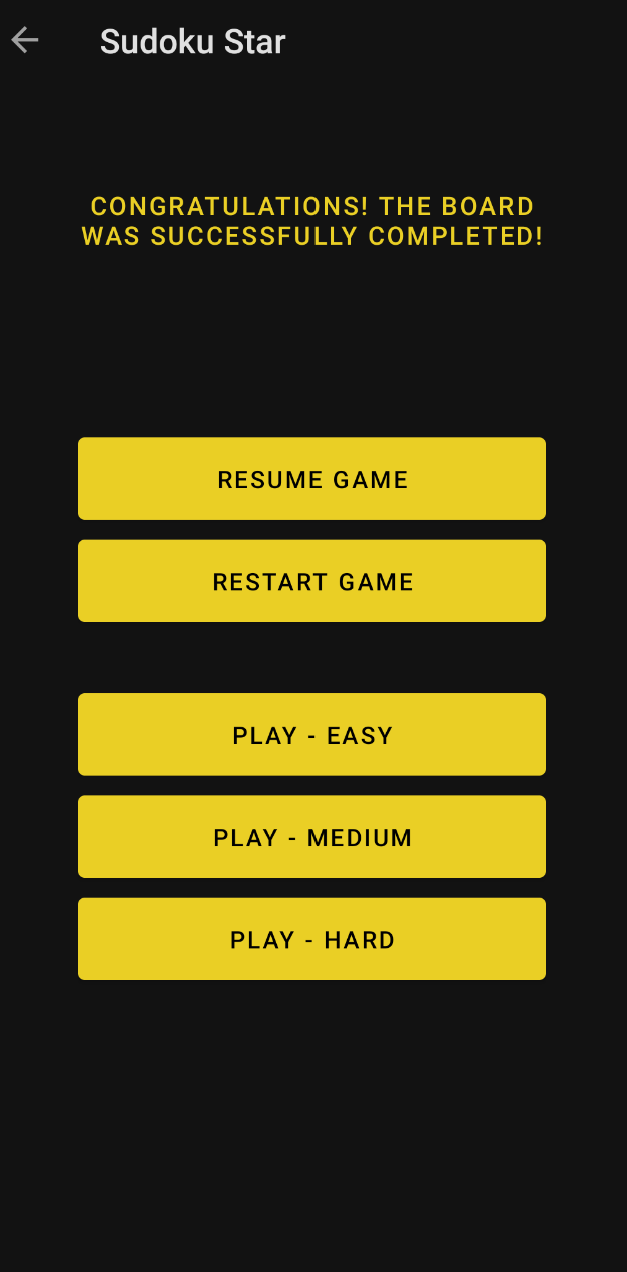 Sudoku Star
CONGRATULATIONS! THE BOARD
WAS SUCCESSFULLY COMPLETED!
RESUME GAME
RESTART GAME
PLAY - EASY
PLAY - MEDIUM
PLAY - HARD